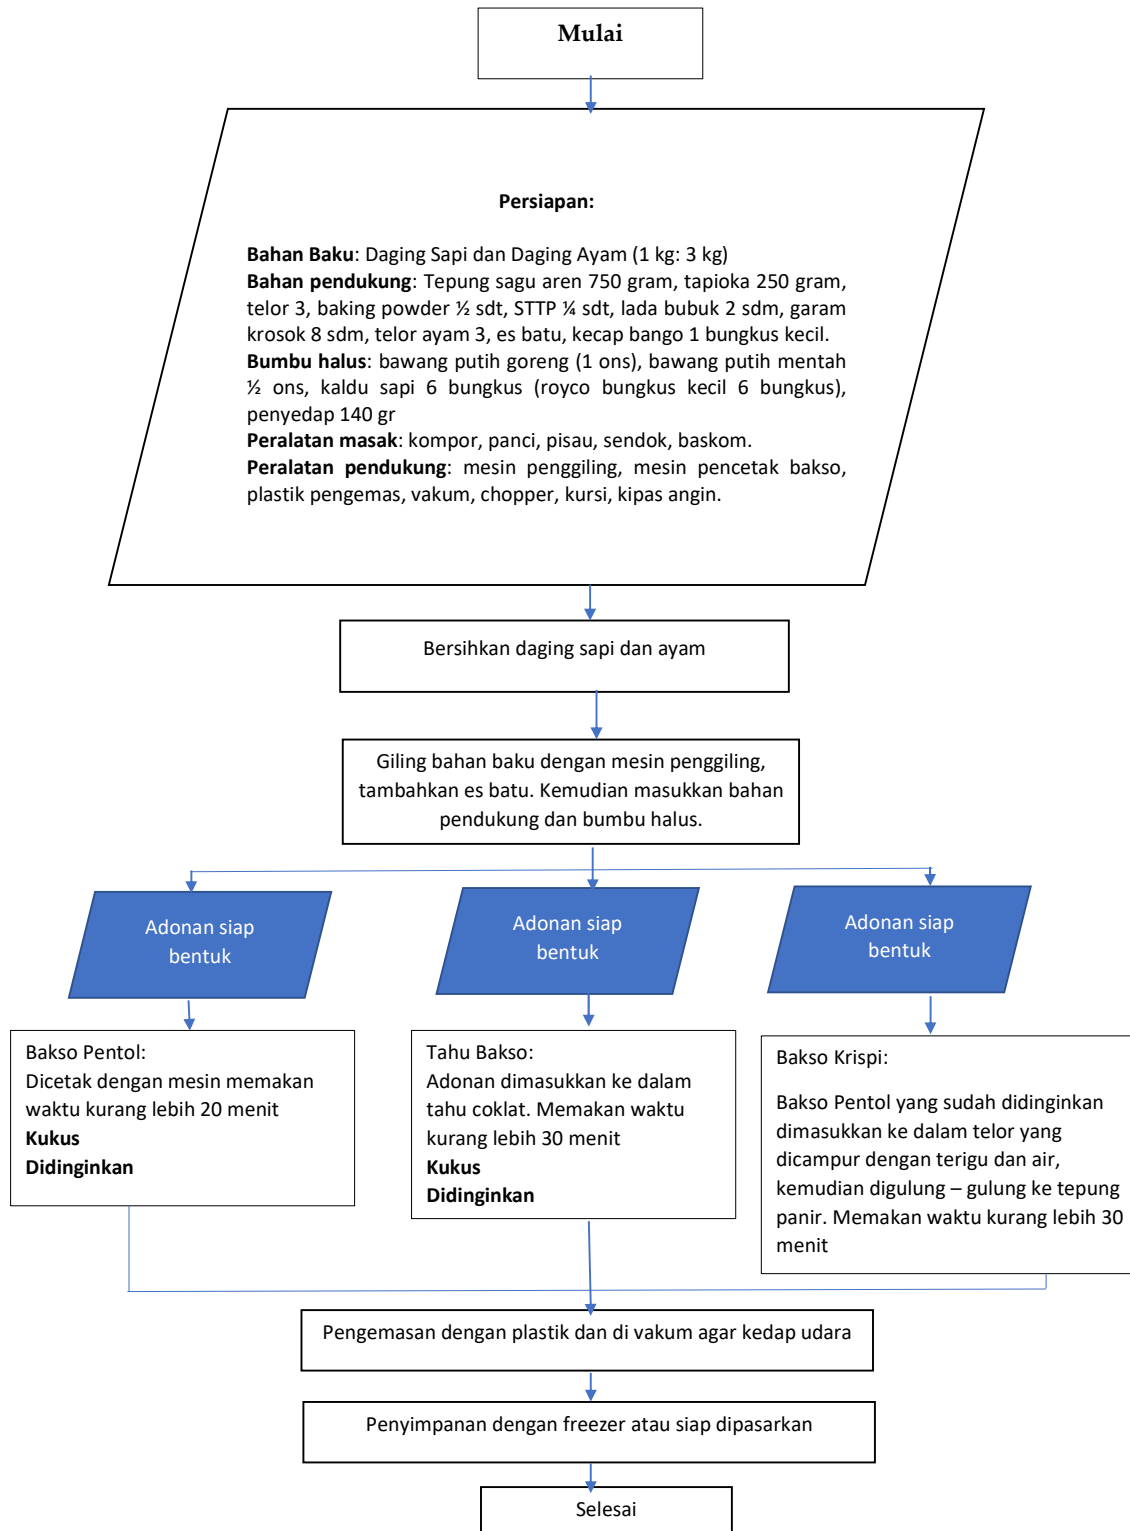 Mulai
Persiapan:
Bahan Baku: Daging Sapi dan Daging Ayam (1 kg: 3 kg)
Bahan pendukung: Tepung sagu aren 750 gram, tapioka 250 gram,
telor 3, baking powder ½ sdt, STTP ¼ sdt, lada bubuk 2 sdm, garam
krosok 8 sdm, telor ayam 3, es batu, kecap bango 1 bungkus kecil.
Bumbu halus: bawang putih goreng (1 ons), bawang putih mentah
½ ons, kaldu sapi 6 bungkus (royco bungkus kecil 6 bungkus),
penyedap 140 gr
Peralatan masak: kompor, panci, pisau, sendok, baskom.
Peralatan pendukung: mesin penggiling, mesin pencetak bakso,
plastik pengemas, vakum, chopper, kursi, kipas angin.
Bersihkan daging sapi dan ayam
Giling bahan baku dengan mesin penggiling,
tambahkan es batu. Kemudian masukkan bahan
pendukung dan bumbu halus.
Adonan siap
bentuk
Adonan siap
bentuk
Adonan siap
bentuk
Bakso Pentol:
Dicetak dengan mesin memakan
waktu kurang lebih 20 menit
Kukus
Didinginkan
Tahu Bakso:
Adonan dimasukkan ke dalam
tahu coklat. Memakan waktu
kurang lebih 30 menit
Kukus
Didinginkan
Bakso Krispi:
Bakso Pentol yang sudah didinginkan
dimasukkan ke dalam telor yang
dicampur dengan terigu dan air,
kemudian digulung – gulung ke tepung
panir. Memakan waktu kurang lebih 30
menit
Pengemasan dengan plastik dan di vakum agar kedap udara
Penyimpanan dengan freezer atau siap dipasarkan
Selesai